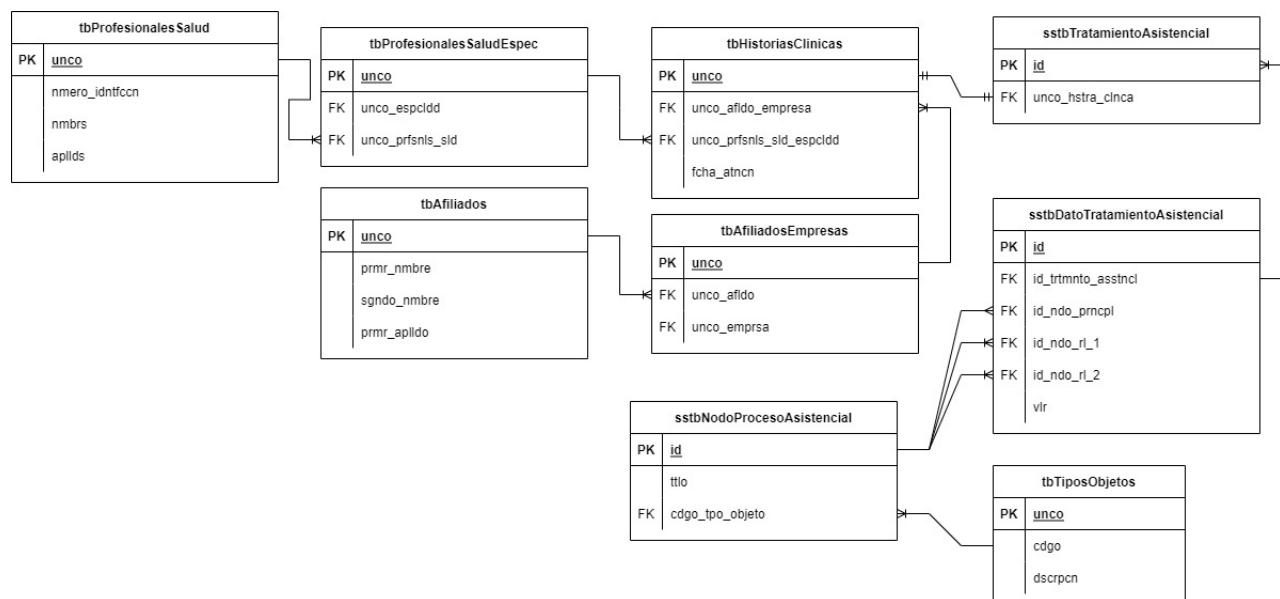 tbProfesionalesSalud
PK unco
nmero_idntfccn
nmbrs
apllds
tbProfesionalesSaludEspec
PK unco
FK unco_espcldd
FK unco_prfsnls_sld
tbHistoriasClinicas
PK unco
FK unco_afldo_empresa
FK unco_prfsnls_sld_espcldd
fcha_atncn
sstbTratamientoAsistencial
PK id
FK unco_hstra_clnca
tbAfiliados
PK unco
prmr_nmbre
sgndo_nmbre
prmr_aplldo
tbAfiliadosEmpresas
PK unco
FK unco_afldo
FK unco_emprsa
sstbDatoTratamientoAsistencial
PK id
FK id_trtmnto_asstncl
FK id_ndo_prncpl
FK id_ndo_rl_1
FK id_ndo_rl_2
vlr
sstbNodoProcesoAsistencial
PK id
ttlo
FK cdgo_tpo_objeto
tbTiposObjetos
PK unco
cdgo
dscrpcn